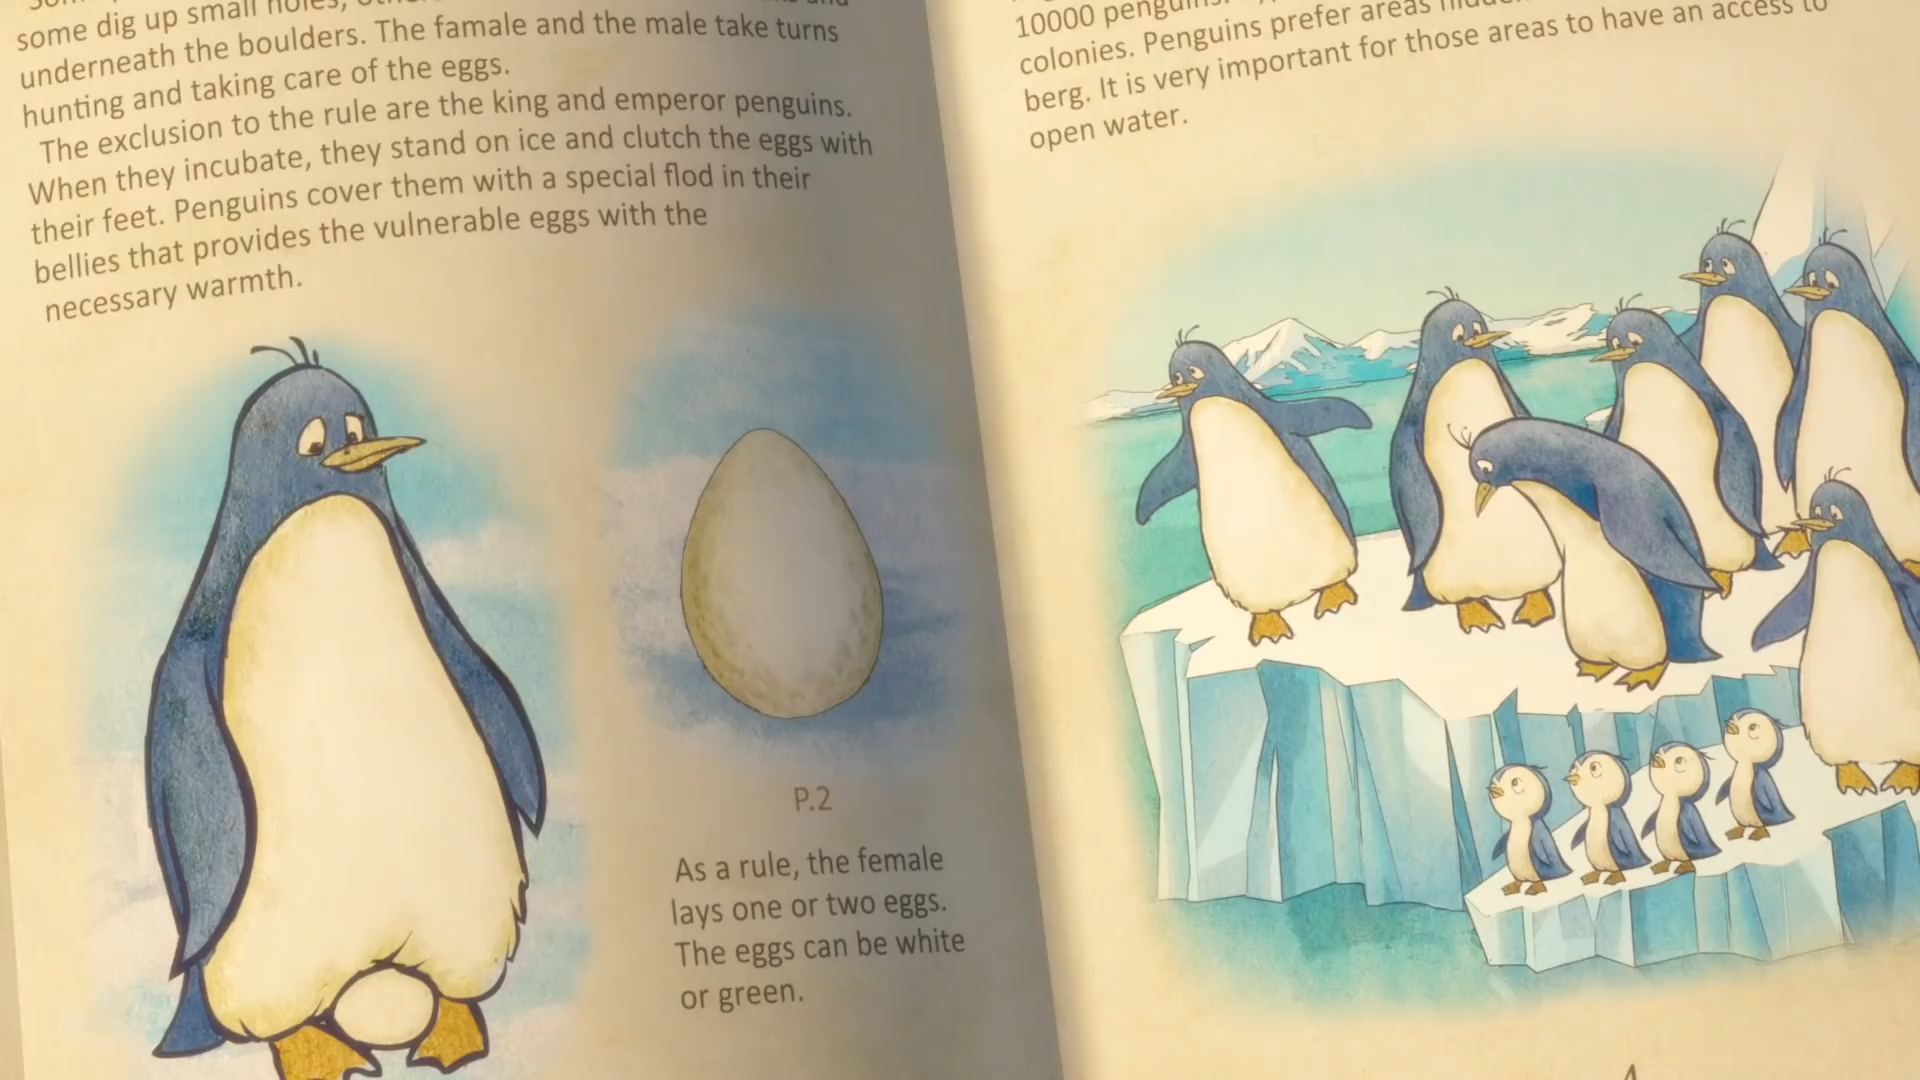 some dig up small holes,
underneath the boulders. The famale and the male take turns
hunting and taking care of the eggs.
The exclusion to the rule are the king and emperor penguins.
When they incubate, they stand on ice and clutch the eggs with
their feet. Penguins cover them with a special flod in their
bellies that provides the vulnerable eggs with the
necessary warmth.
P.2
As a rule, the female
lays one or two eggs.
The eggs can be white
or green.
10000 penguins.
colonies. Penguins prefer areas
berg. It is very important for those areas to have an access to
open water.